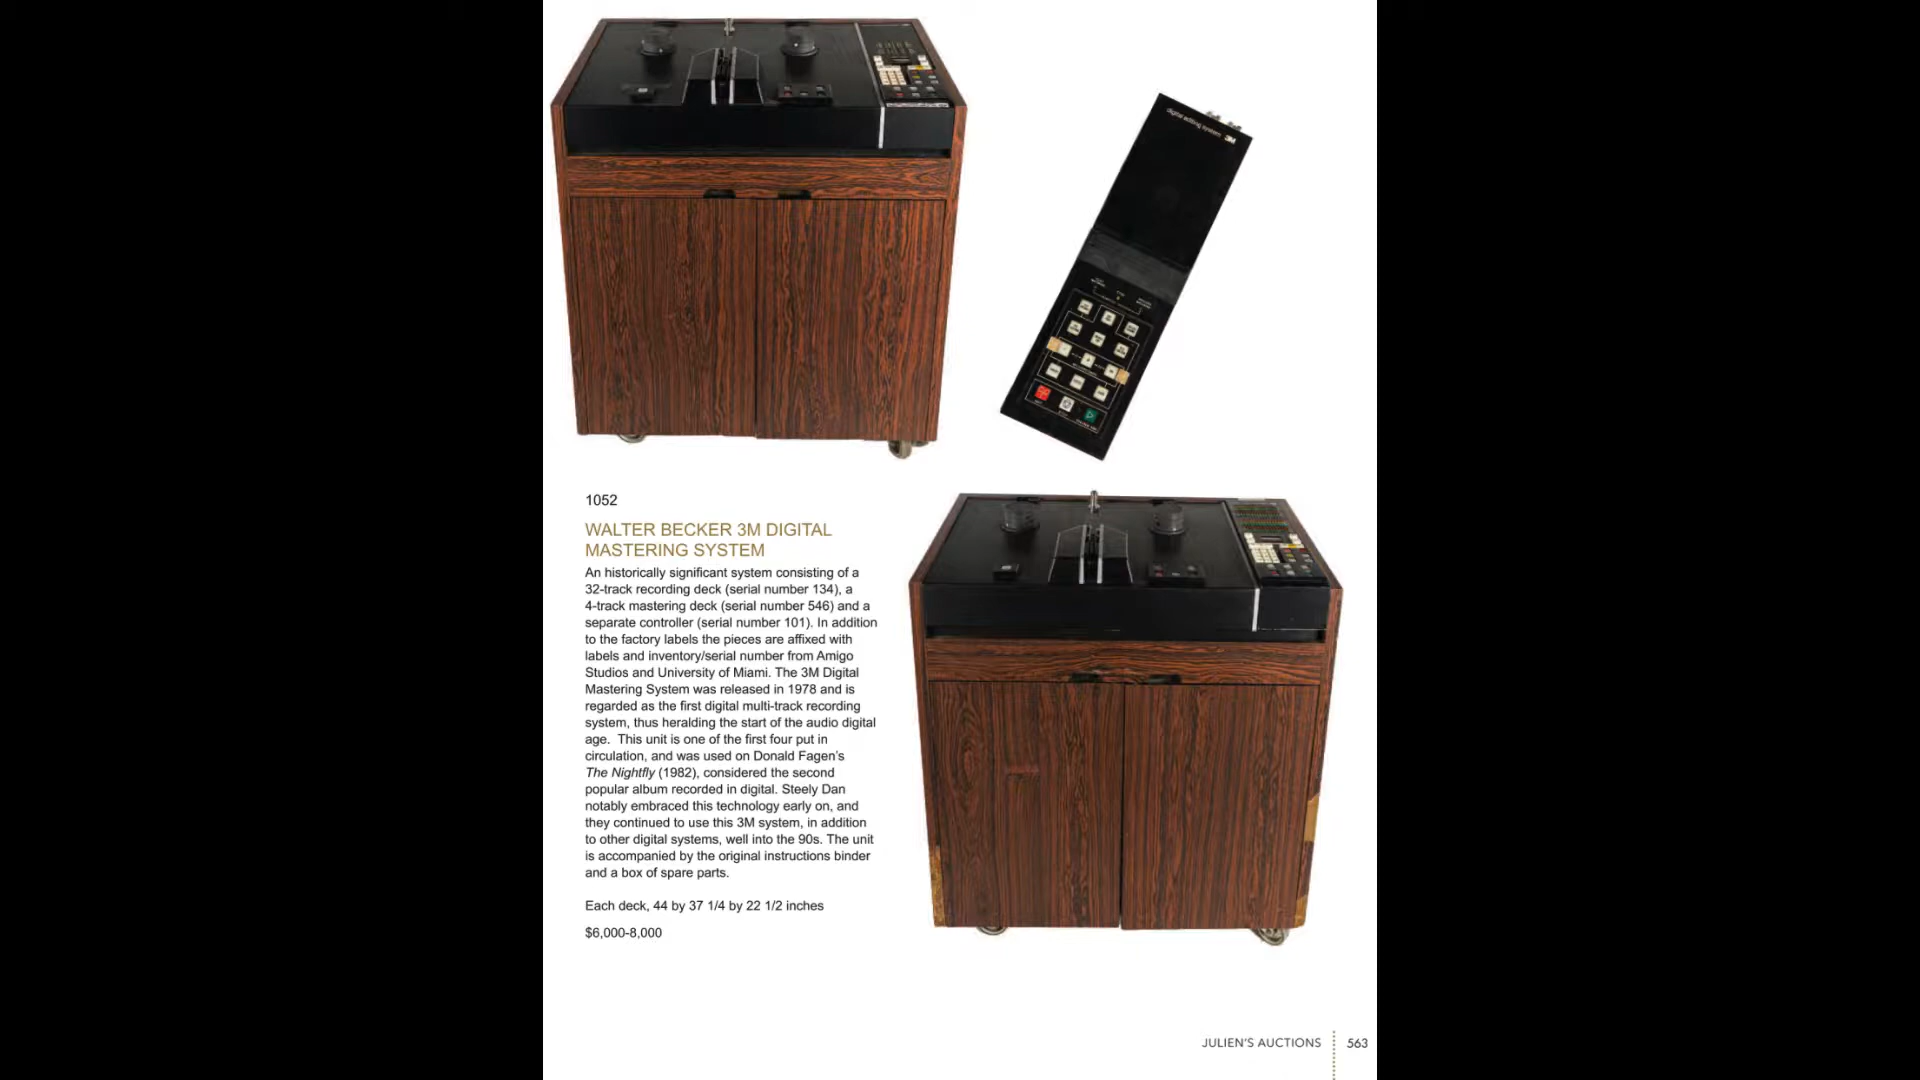 digital editing system 3M
1052
WALTER BECKER 3M DIGITAL
MASTERING SYSTEM
An historically significant system consisting of a
32-track recording deck (serial number 134), a
4-track mastering deck (serial number 546) and a
separate controller (serial number 101). In addition
to the factory labels the pieces are affixed with
labels and inventory/serial number from Amigo
Studios and University of Miami. The 3M Digital
Mastering System was released in 1978 and is
regarded as the first digital multi-track recording
system, thus heralding the start of the audio digital
age.  This unit is one of the first four put in
circulation, and was used on Donald Fagen’s
The Nightfly (1982), considered the second
popular album recorded in digital. Steely Dan
notably embraced this technology early on, and
they continued to use this 3M system, in addition
to other digital systems, well into the 90s. The unit
is accompanied by the original instructions binder
and a box of spare parts.
Each deck, 44 by 37 1/4 by 22 1/2 inches
$6,000-8,000
JULIEN’S AUCTIONS 563